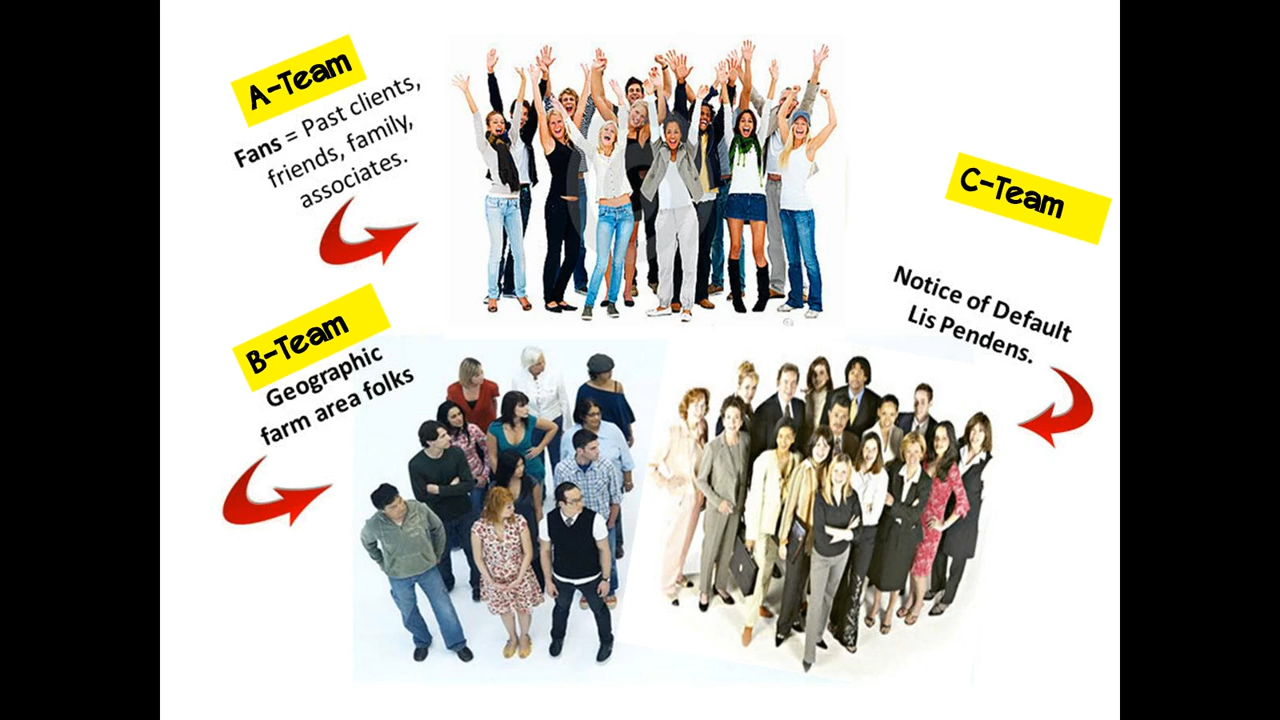 A-Team
Fans = Past clients,
friends, family,
associates.
B-Team
Geographic
farm area folks
C-Team
Notice of Default
Lis Pendens.